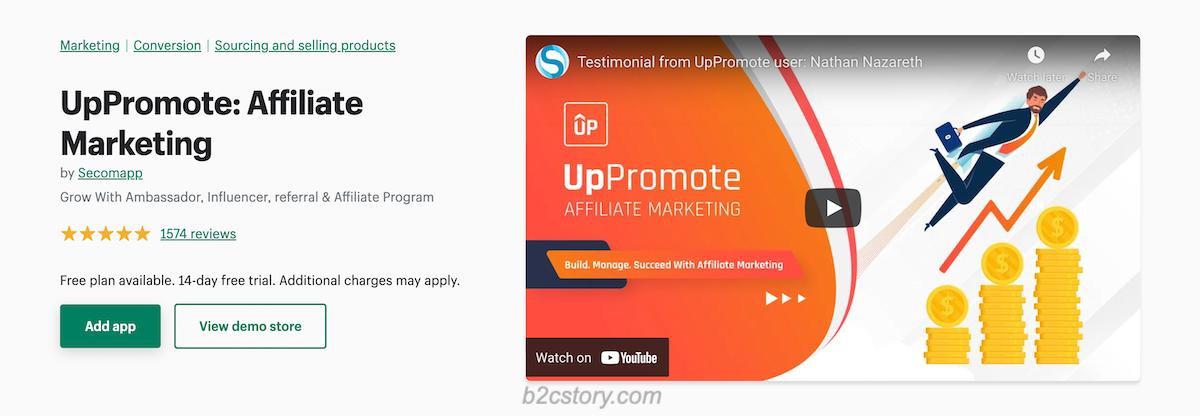 Marketing | Conversion | Sourcing and selling products
UpPromote: Affiliate
Marketing
by Secomapp
Grow With Ambassador, Influencer, referral & Affiliate Program
1574 reviews
Free plan available. 14-day free trial. Additional charges may apply.
Add app
View demo store
S
Testimonial from UpPromote user: Nathan Nazareth
Watch later
Share
UP
UpPromote
AFFILIATE MARKETING
Build. Manage. Succeed With Affiliate Marketing
$
$
$
Watch on YouTube
b2cstory.com